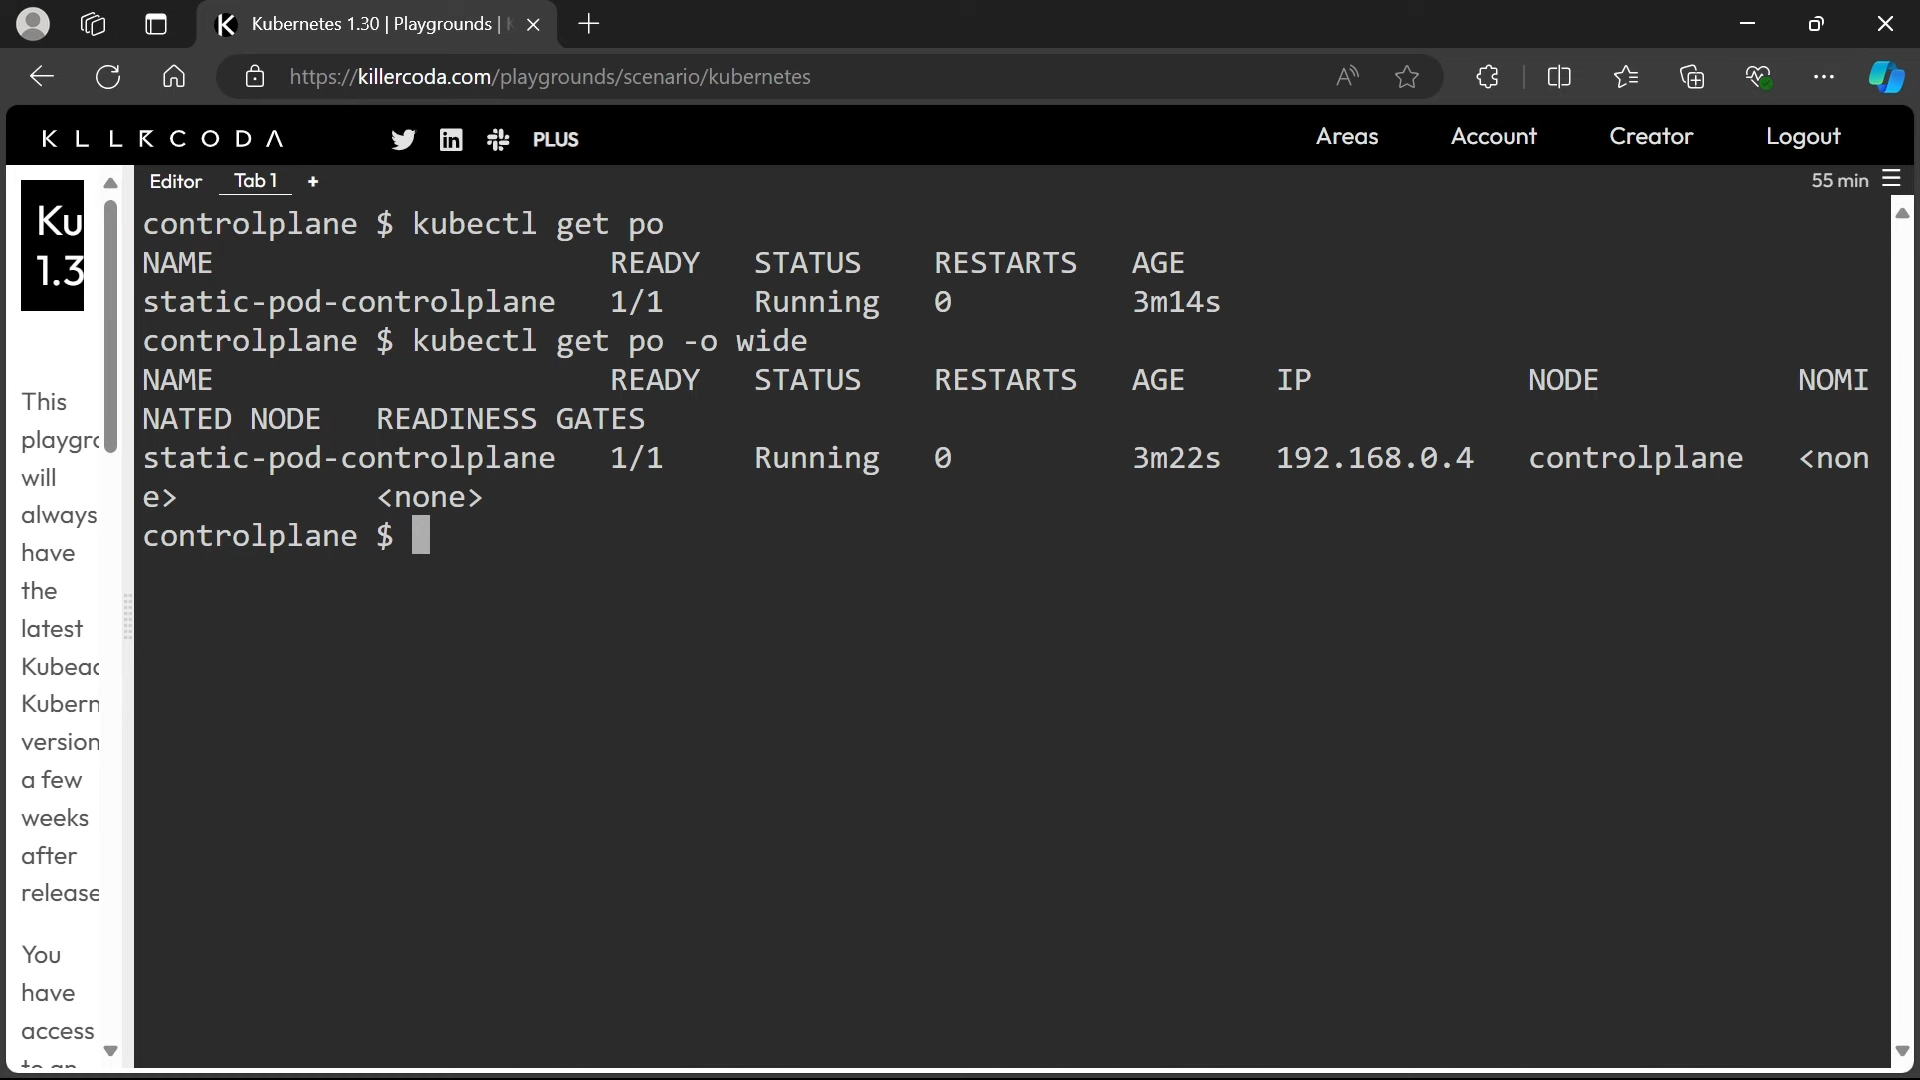 Kubernetes 1.30 | Playgrounds |
https://killercoda.com/playgrounds/scenario/kubernetes
KILLERCODA
PLUS
Areas
Account
Creator
Logout
Editor
Tab 1
+
55 min
Ku
1.3
This
playgro
will
always
have
the
latest
Kubead
Kubern
version
a few
weeks
after
release
You
have
access
to an
controlplane $ kubectl get po
NAME READY STATUS RESTARTS AGE
static-pod-controlplane 1/1 Running 0 3m14s
controlplane $ kubectl get po -o wide
NAME READY STATUS RESTARTS AGE IP NODE NOMI
NATED NODE READINESS GATES
static-pod-controlplane 1/1 Running 0 3m22s 192.168.0.4 controlplane <non
e> <none>
controlplane $